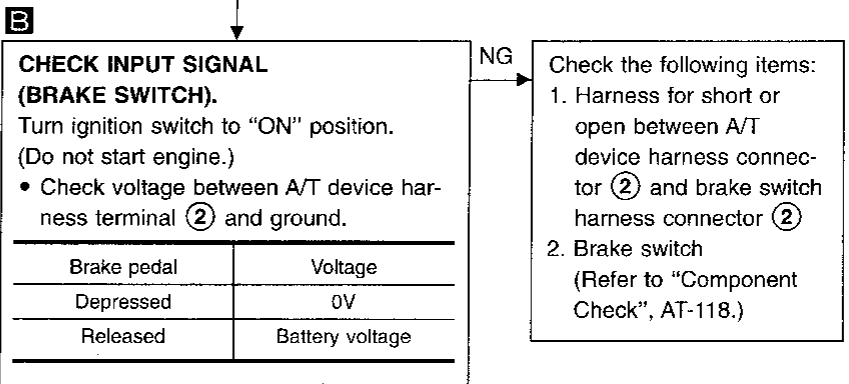 B
CHECK INPUT SIGNAL
(BRAKE SWITCH).
Turn ignition switch to “ON” position.
(Do not start engine.)
• Check voltage between A/T device har-
ness terminal ② and ground.
Brake pedal Voltage
Depressed 0V
Released Battery voltage
NG
Check the following items:
1. Harness for short or
open between A/T
device harness connec-
tor ② and brake switch
harness connector ②
2. Brake switch
(Refer to “Component
Check”, AT-118.)